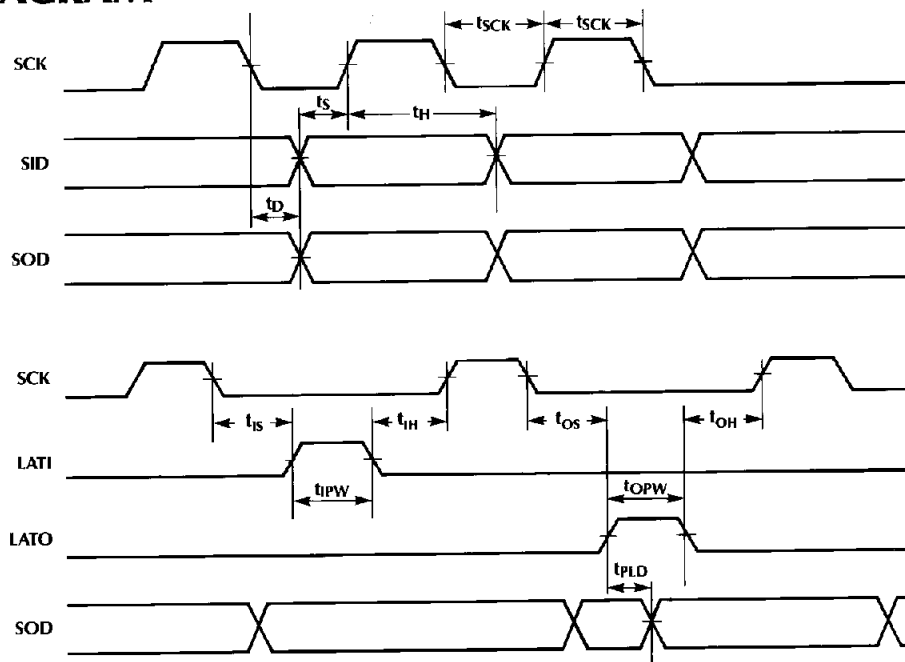 AGRAM
tSCK tSCK
SCK
tS tH
SID
tD
SOD
SCK
tIS tIH tOS tOH
LATI
tIPW tOPW
LATO
tPLD
SOD